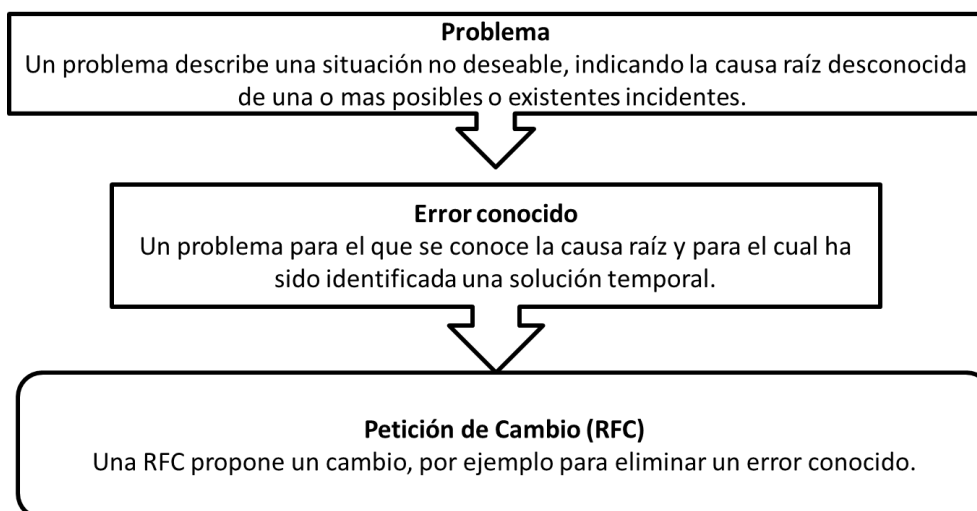 Problema
Un problema describe una situación no deseable, indicando la causa raíz desconocida
de una o mas posibles o existentes incidentes.
Error conocido
Un problema para el que se conoce la causa raíz y para el cual ha
sido identificada una solución temporal.
Petición de Cambio (RFC)
Una RFC propone un cambio, por ejemplo para eliminar un error conocido.